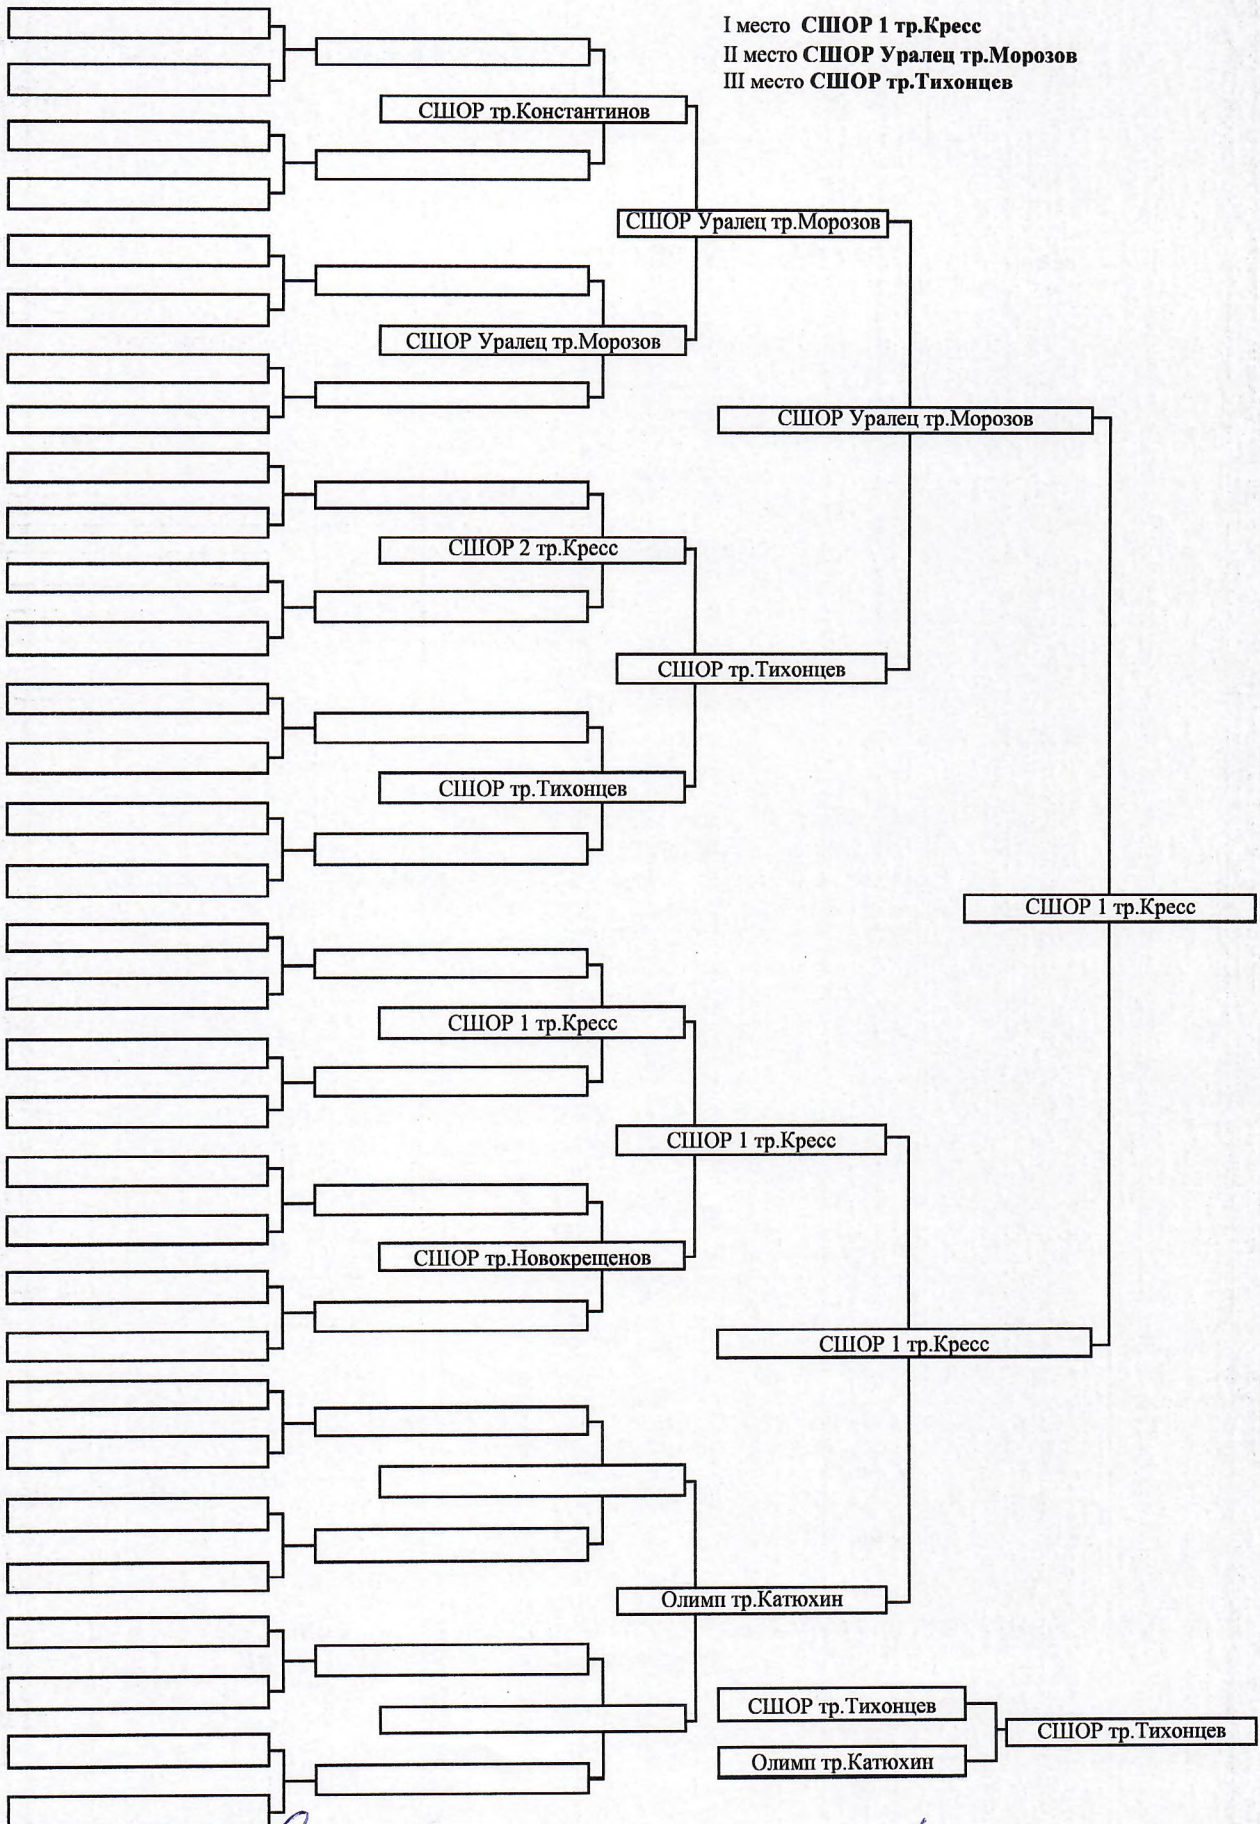 I место СШОР 1 тр.Кресс
II место СШОР Уралец тр.Морозов
III место СШОР тр.Тихонцев
СШОР тр.Константинов
СШОР Уралец тр.Морозов
СШОР Уралец тр.Морозов
СШОР Уралец тр.Морозов
СШОР 2 тр.Кресс
СШОР тр.Тихонцев
СШОР тр.Тихонцев
СШОР 1 тр.Кресс
СШОР 1 тр.Кресс
СШОР 1 тр.Кресс
СШОР тр.Новокрещенов
СШОР 1 тр.Кресс
Олимп тр.Катюхин
СШОР тр.Тихонцев
СШОР тр.Тихонцев
Олимп тр.Катюхин